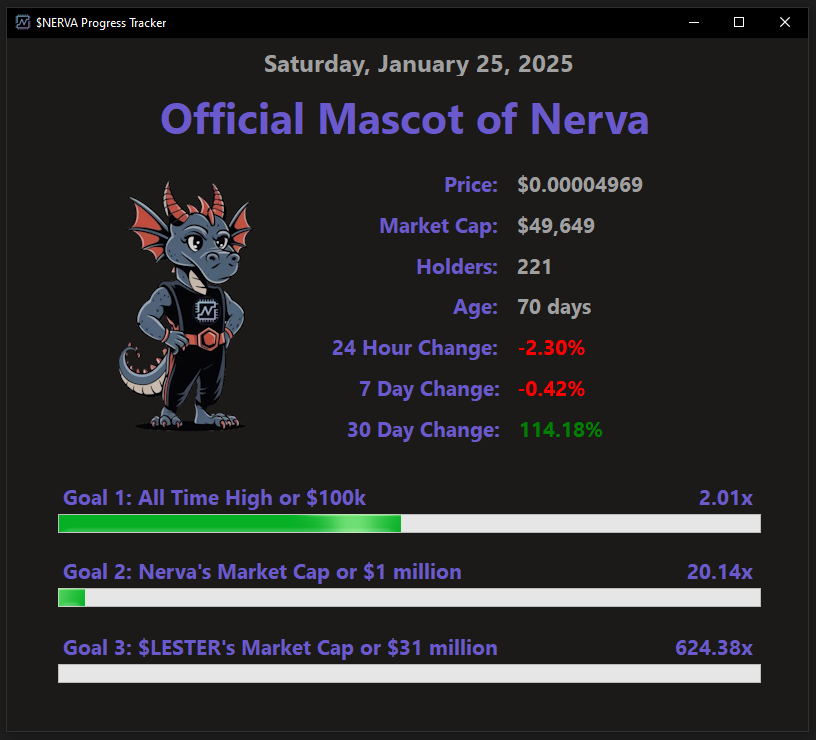 $NERVA Progress Tracker
Saturday, January 25, 2025
Official Mascot of Nerva
Price: $0.00004969
Market Cap: $49,649
Holders: 221
Age: 70 days
24 Hour Change: -2.30%
7 Day Change: -0.42%
30 Day Change: 114.18%
N
Goal 1: All Time High or $100k 2.01x
Goal 2: Nerva's Market Cap or $1 million 20.14x
Goal 3: $LESTER's Market Cap or $31 million 624.38x